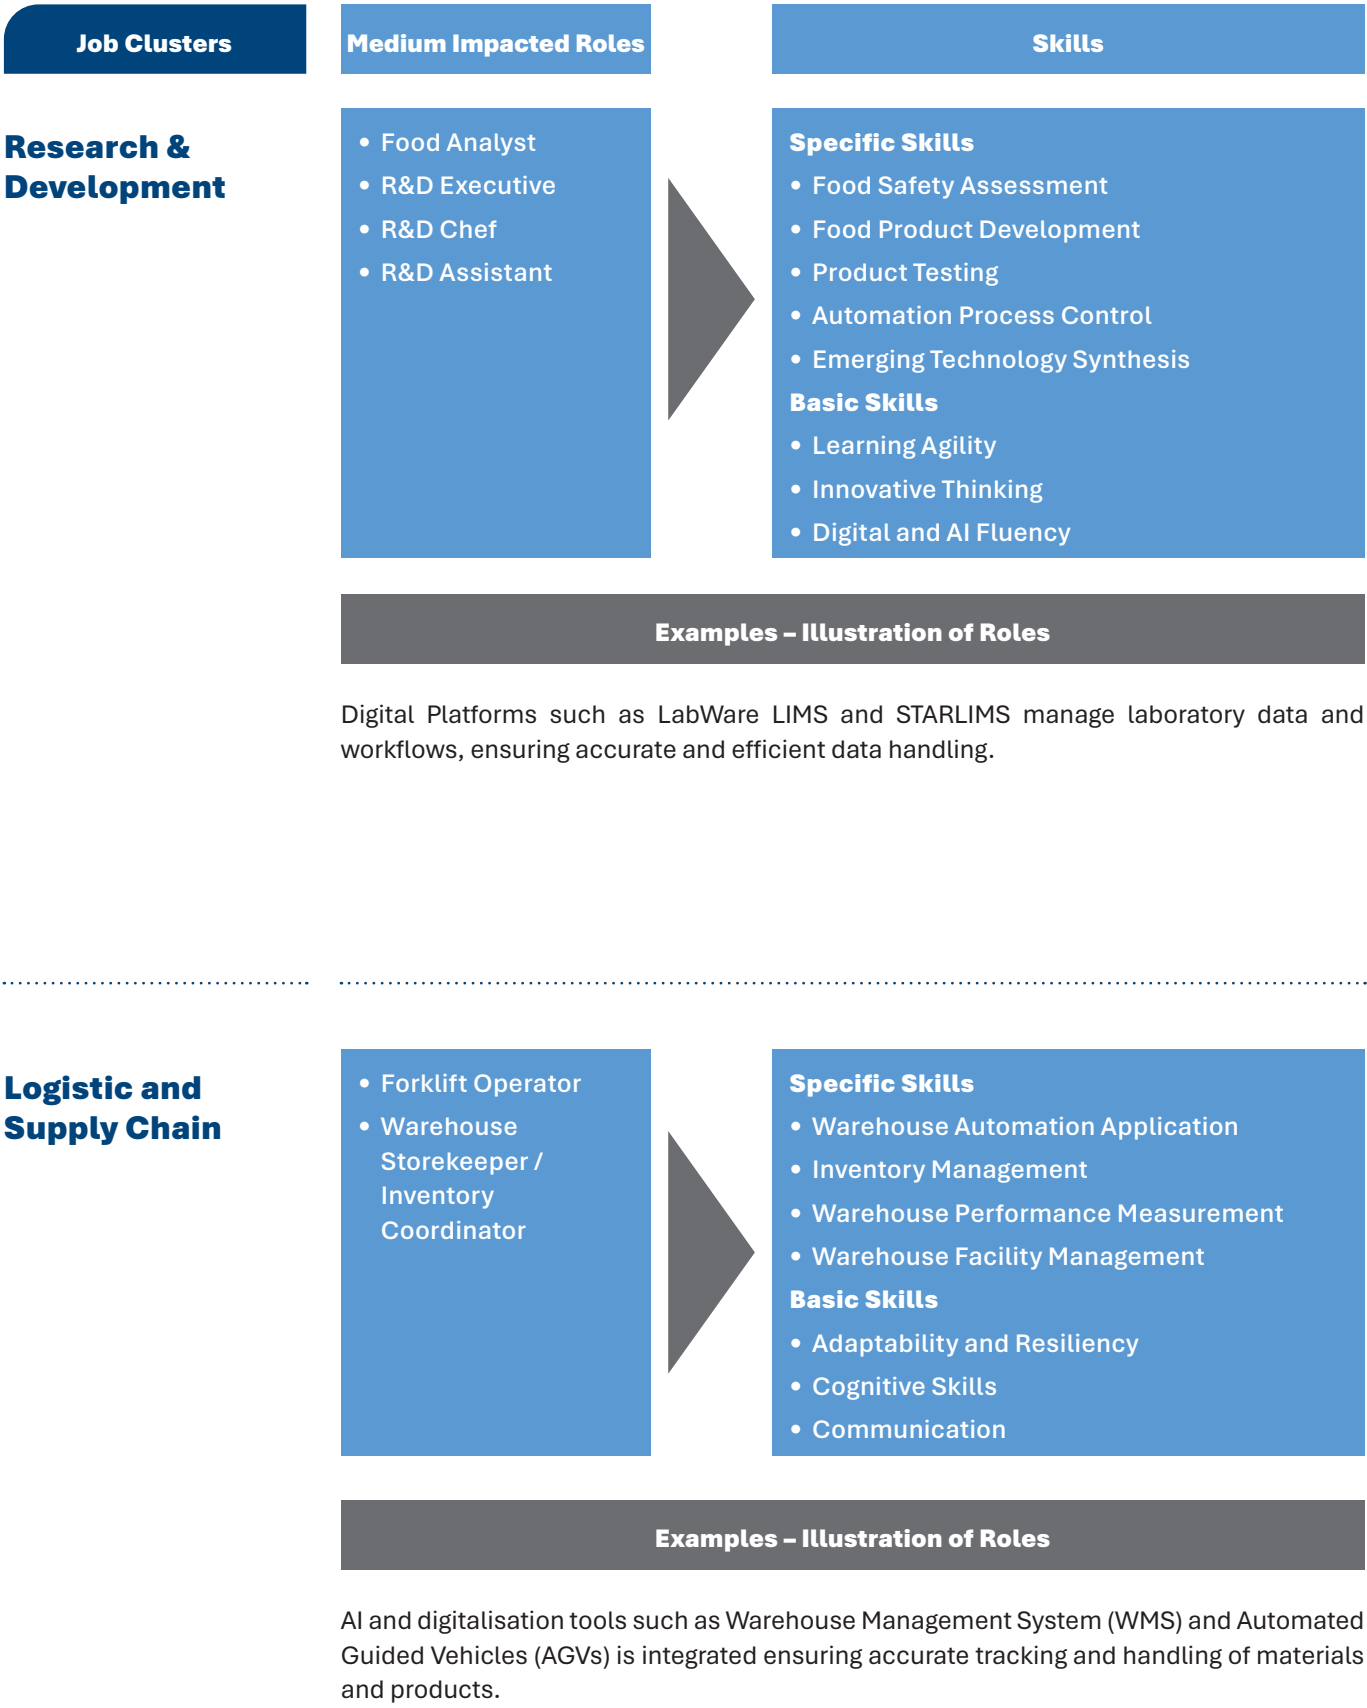 Job Clusters
Medium Impacted Roles
Skills
Research &
Development
• Food Analyst
• R&D Executive
• R&D Chef
• R&D Assistant
Specific Skills
• Food Safety Assessment
• Food Product Development
• Product Testing
• Automation Process Control
• Emerging Technology Synthesis
Basic Skills
• Learning Agility
• Innovative Thinking
• Digital and AI Fluency
Examples – Illustration of Roles
Digital Platforms such as LabWare LIMS and STARLIMS manage laboratory data and
workflows, ensuring accurate and efficient data handling.
Logistic and
Supply Chain
• Forklift Operator
• Warehouse
Storekeeper /
Inventory
Coordinator
Specific Skills
• Warehouse Automation Application
• Inventory Management
• Warehouse Performance Measurement
• Warehouse Facility Management
Basic Skills
• Adaptability and Resiliency
• Cognitive Skills
• Communication
Examples – Illustration of Roles
AI and digitalisation tools such as Warehouse Management System (WMS) and Automated
Guided Vehicles (AGVs) is integrated ensuring accurate tracking and handling of materials
and products.